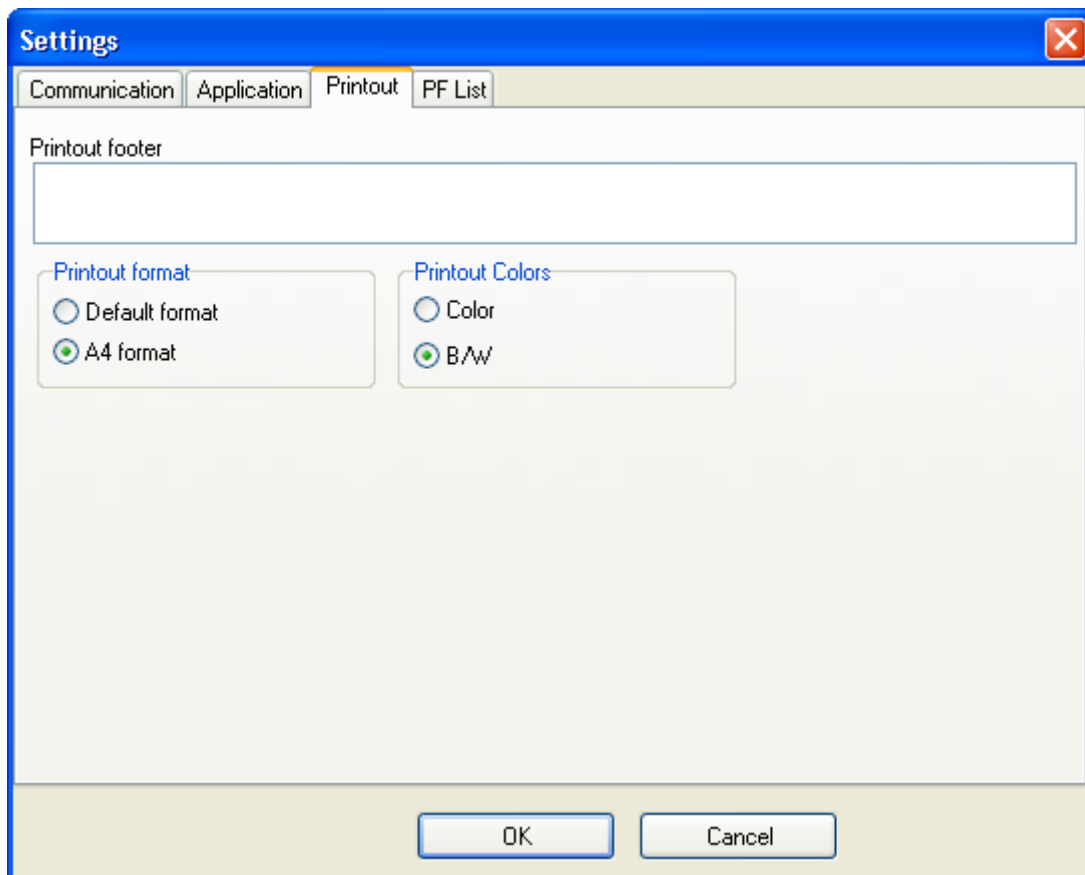 Settings
Communication Application Printout PF List
Printout footer
Printout format
Default format
A4 format
Printout Colors
Color
B/W
OK Cancel